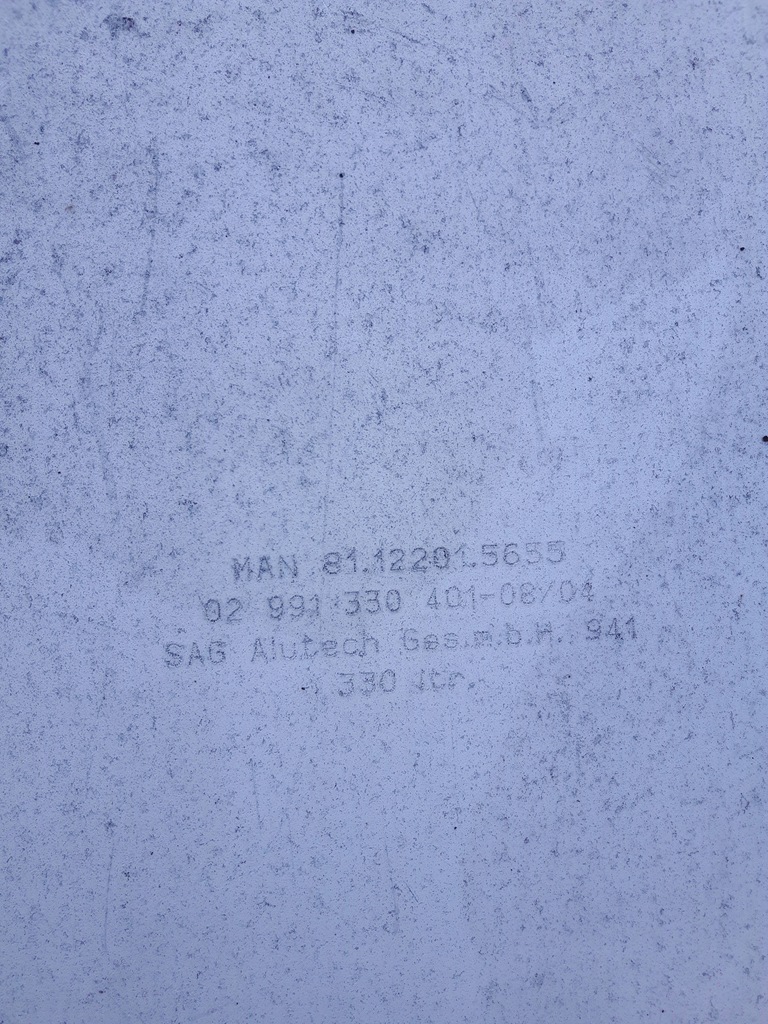 MAN 81.12201.5655
02 991 330 401-08/04
SAG Alutech Ges.m.b.H. 941
330 ltr.